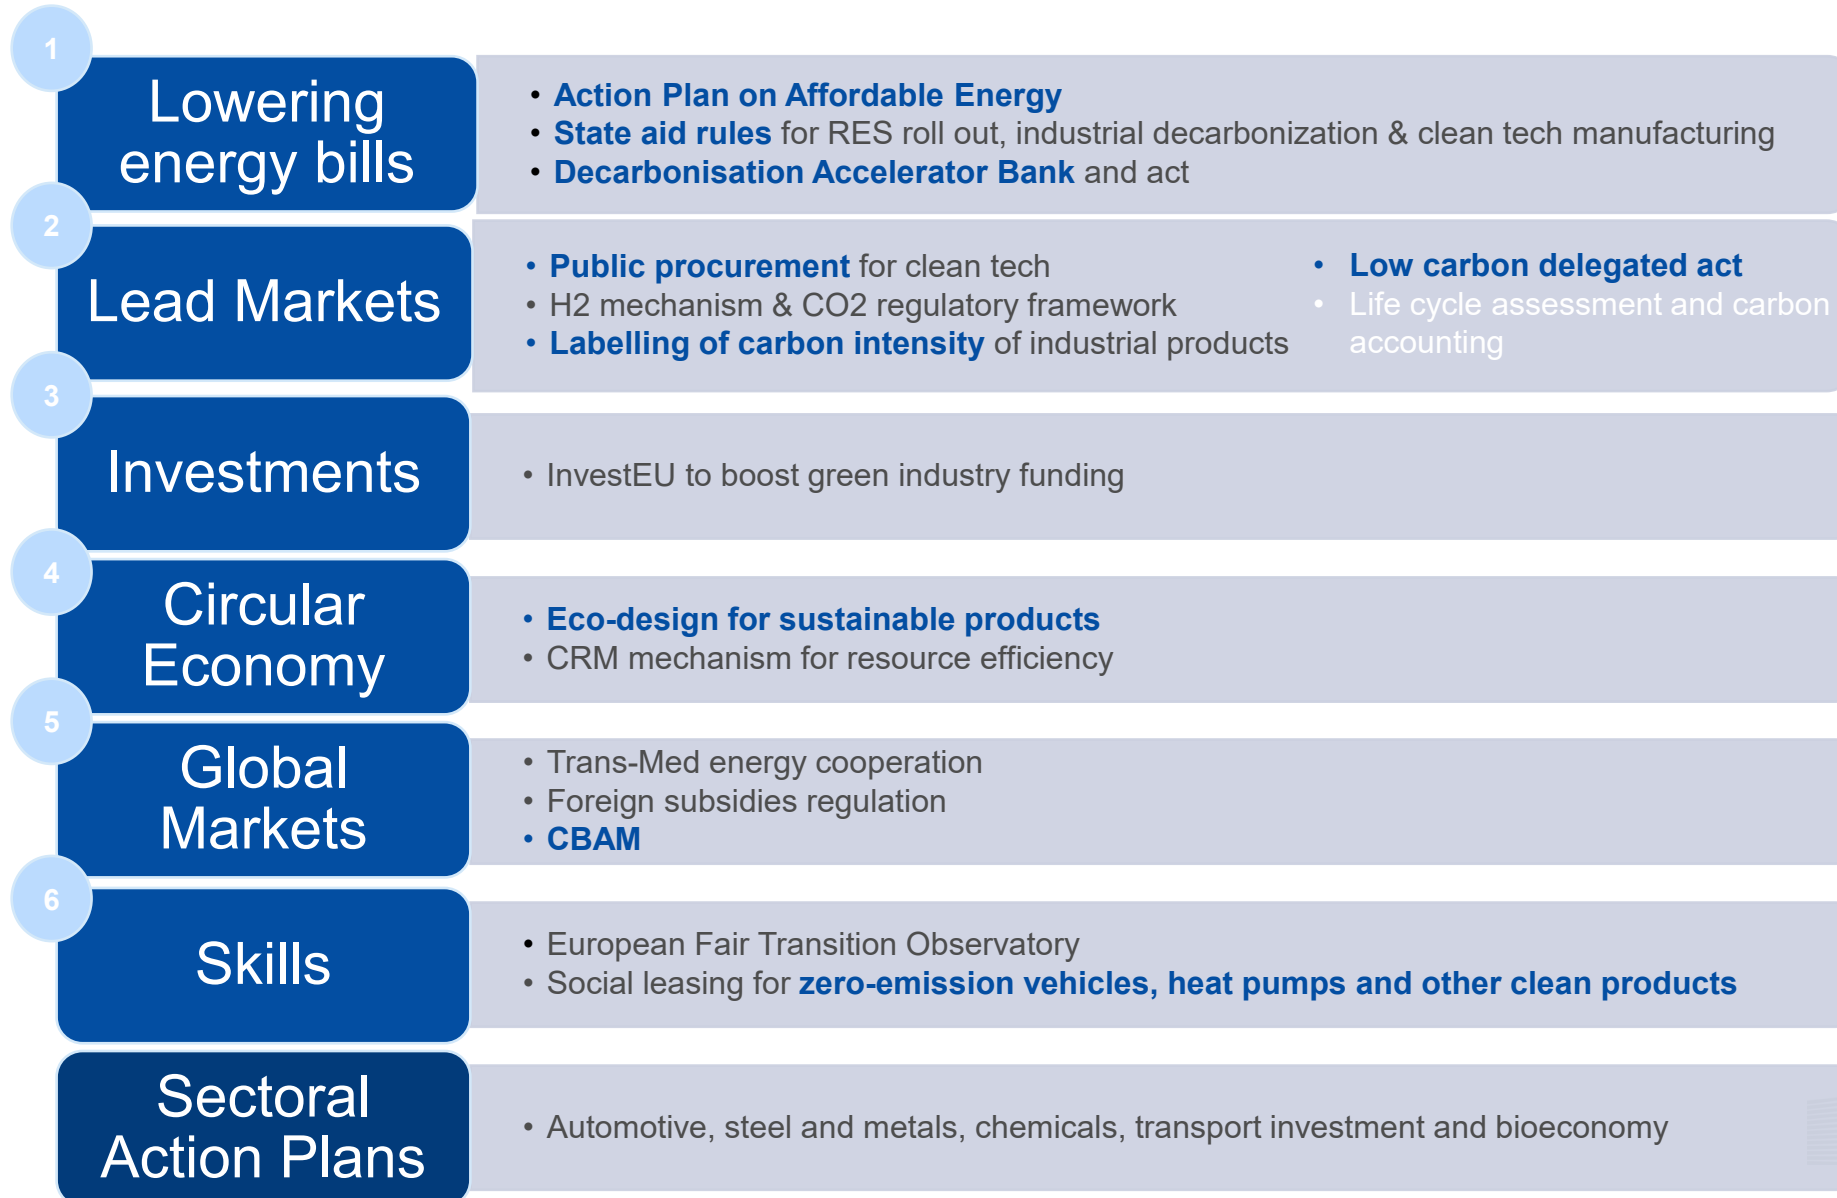 1
Lowering
energy bills
• Action Plan on Affordable Energy
• State aid rules for RES roll out, industrial decarbonization & clean tech manufacturing
• Decarbonisation Accelerator Bank and act
2
Lead Markets
• Public procurement for clean tech
• H2 mechanism & CO2 regulatory framework
• Labelling of carbon intensity of industrial products
• Low carbon delegated act
• Life cycle assessment and carbon
accounting
3
Investments
• InvestEU to boost green industry funding
4
Circular
Economy
• Eco-design for sustainable products
• CRM mechanism for resource efficiency
5
Global
Markets
• Trans-Med energy cooperation
• Foreign subsidies regulation
• CBAM
6
Skills
• European Fair Transition Observatory
• Social leasing for zero-emission vehicles, heat pumps and other clean products
Sectoral
Action Plans
• Automotive, steel and metals, chemicals, transport investment and bioeconomy